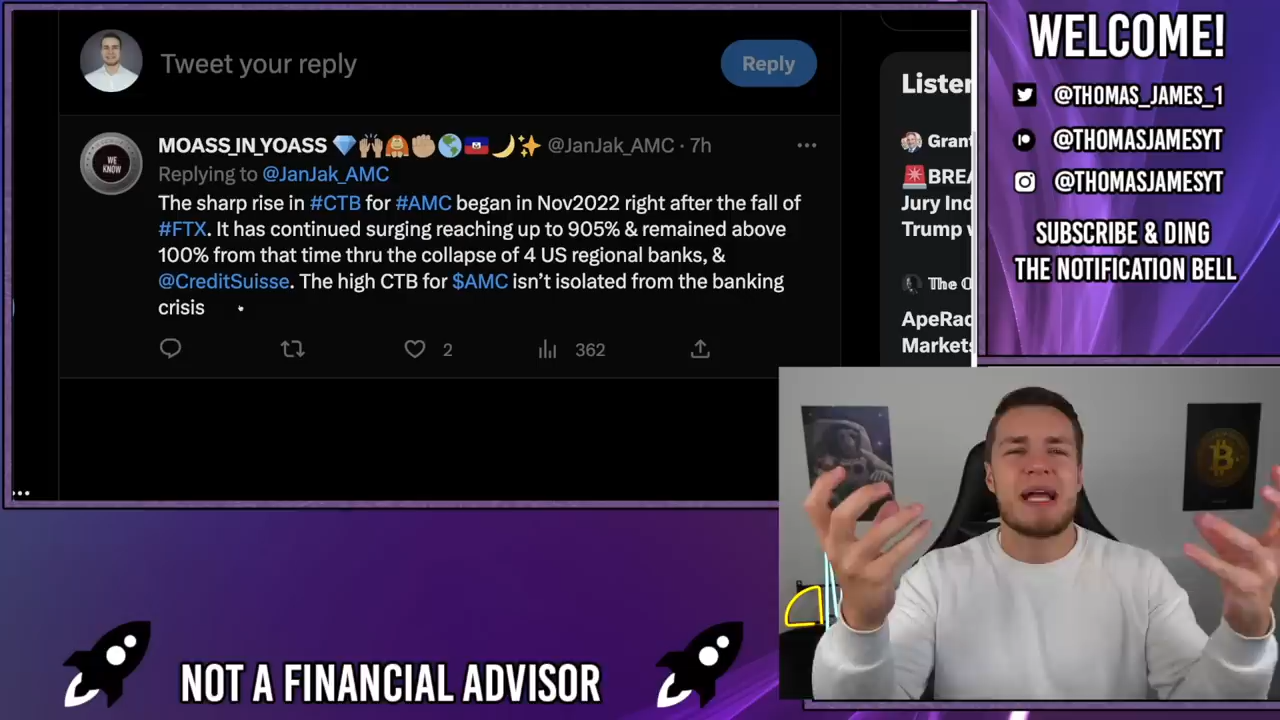 Tweet your reply
Reply
MOASS_IN_YOASS 💎🙌🏼🦧✊🏼🌎🇭🇹🌙✨ @JanJak_AMC · 7h
Replying to @JanJak_AMC
The sharp rise in #CTB for #AMC began in Nov2022 right after the fall of
#FTX. It has continued surging reaching up to 905% & remained above
100% from that time thru the collapse of 4 US regional banks, &
@CreditSuisse. The high CTB for $AMC isn’t isolated from the banking
crisis
2
362
WE
KNOW
Listen
Grant
🚨BREA
Jury Ind
Trump w
The O
ApeRad
Markets
WELCOME!
@THOMAS_JAMES_1
@THOMASJAMESYT
@THOMASJAMESYT
SUBSCRIBE & DING
THE NOTIFICATION BELL
NOT A FINANCIAL ADVISOR